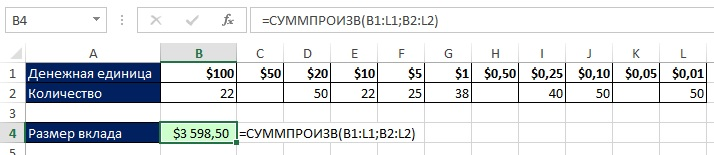 B4 =СУММПРОИЗВ(B1:L1;B2:L2)
A B C D E F G H I J K L
1 Денежная единица $100 $50 $20 $10 $5 $1 $0,50 $0,25 $0,10 $0,05 $0,01
2 Количество 22 50 22 25 38 40 50 50
3
4 Размер вклада $3 598,50 =СУММПРОИЗВ(B1:L1;B2:L2)
5